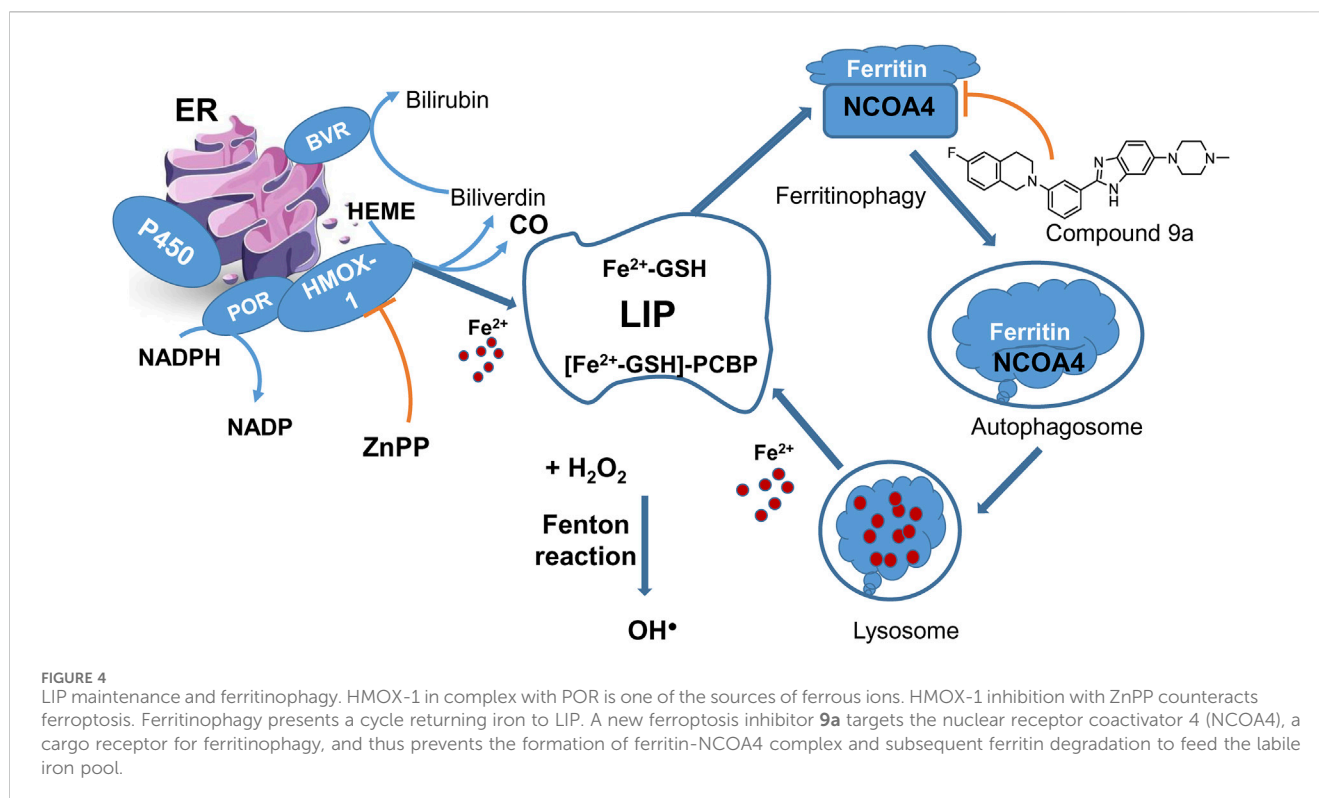 ER
BVR
Bilirubin
Biliverdin
HEME
CO
P450
HMOX-
1
POR
NADPH
NADP
ZnPP
Fe²⁺
Fe²⁺-GSH
LIP
[Fe²⁺-GSH]-PCBP
+ H₂O₂
Fenton
reaction
OH•
Ferritin
NCOA4
Ferritinophagy
F
N
N
N
H
N
N
Compound 9a
Ferritin
NCOA4
Autophagosome
Fe²⁺
Lysosome
FIGURE 4
LIP maintenance and ferritinophagy. HMOX-1 in complex with POR is one of the sources of ferrous ions. HMOX-1 inhibition with ZnPP counteracts
ferroptosis. Ferritinophagy presents a cycle returning iron to LIP. A new ferroptosis inhibitor 9a targets the nuclear receptor coactivator 4 (NCOA4), a
cargo receptor for ferritinophagy, and thus prevents the formation of ferritin-NCOA4 complex and subsequent ferritin degradation to feed the labile
iron pool.